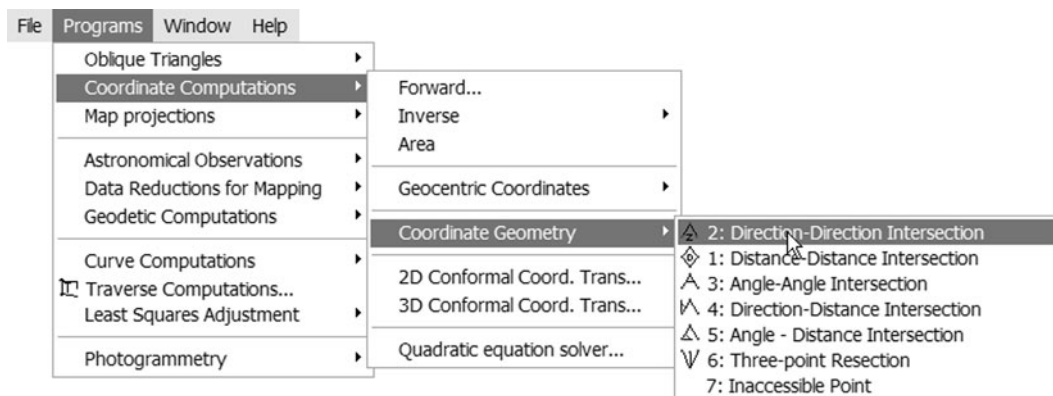 File Programs Window Help
Oblique Triangles
Coordinate Computations
Map projections
Astronomical Observations
Data Reductions for Mapping
Geodetic Computations
Curve Computations
Traverse Computations...
Least Squares Adjustment
Photogrammetry
Forward...
Inverse
Area
Geocentric Coordinates
Coordinate Geometry
2D Conformal Coord. Trans...
3D Conformal Coord. Trans...
Quadratic equation solver...
2: Direction-Direction Intersection
1: Distance-Distance Intersection
3: Angle-Angle Intersection
4: Direction-Distance Intersection
5: Angle - Distance Intersection
6: Three-point Resection
7: Inaccessible Point